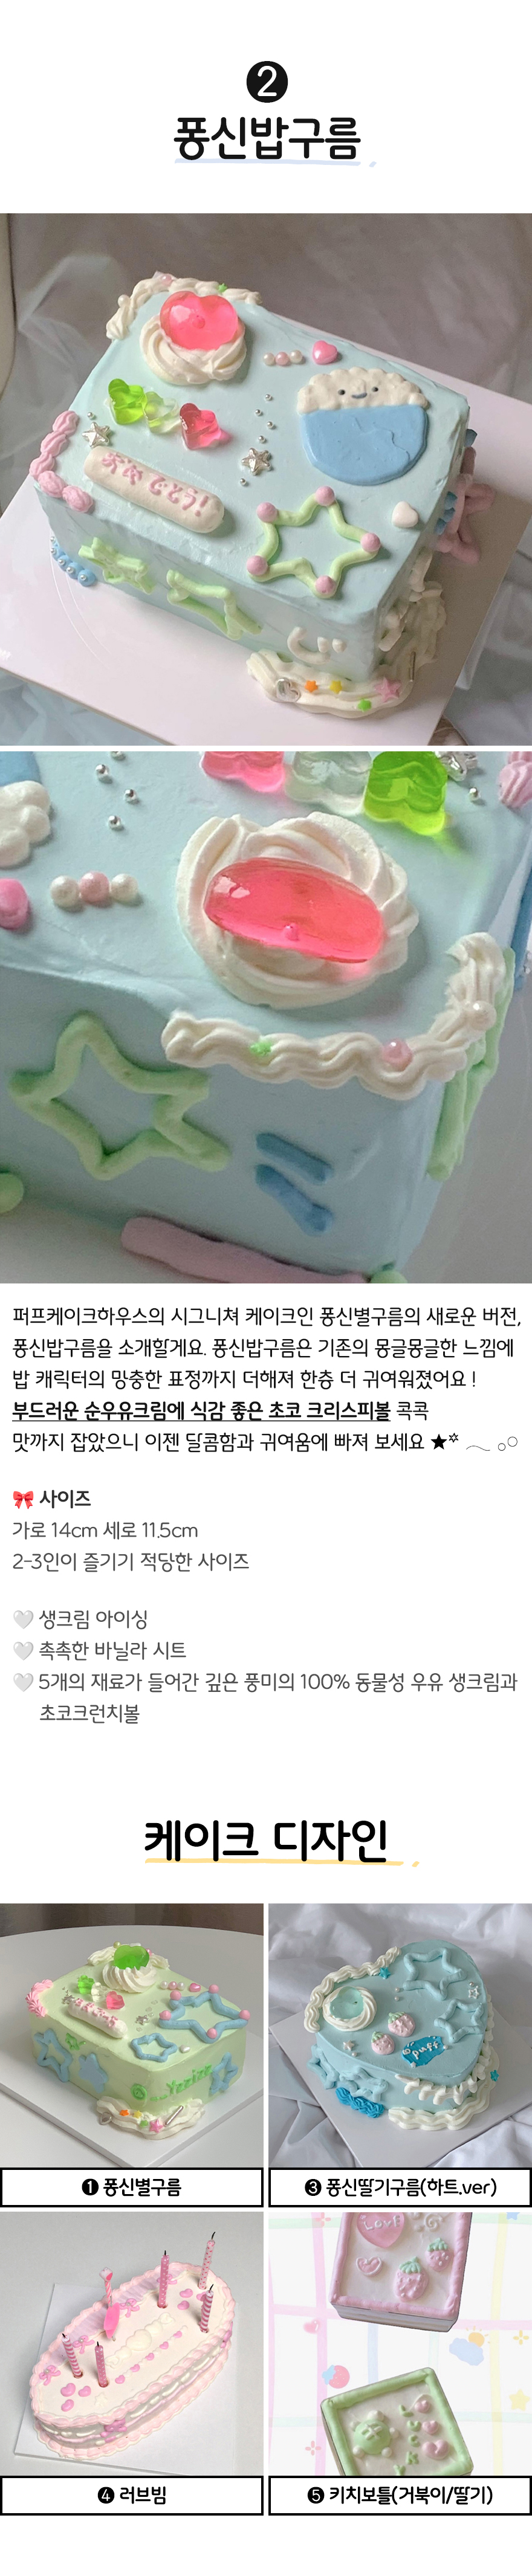 ❷
퐁신밥구름
おめでとう!
퍼프케이크하우스의 시그니쳐 케이크인 퐁신별구름의 새로운 버전,
퐁신밥구름을 소개할게요. 퐁신밥구름은 기존의 몽글몽글한 느낌에
밥 캐릭터의 망충한 표정까지 더해져 한층 더 귀여워졌어요 !
부드러운 순우유크림에 식감 좋은 초코 크리스피볼 콕콕
맛까지 잡았으니 이젠 달콤함과 귀여움에 빠져 보세요 ★
🎀 사이즈
가로 14cm 세로 11.5cm
2-3인이 즐기기 적당한 사이즈
🤍 생크림 아이싱
🤍 촉촉한 바닐라 시트
🤍 5개의 재료가 들어간 깊은 풍미의 100% 동물성 우유 생크림과
초코크런치볼
케이크 디자인
puff
❶ 퐁신별구름
❸ 퐁신딸기구름(하트.ver)
Love
❹ 러브빔
❺ 키치보틀(거북이/딸기)